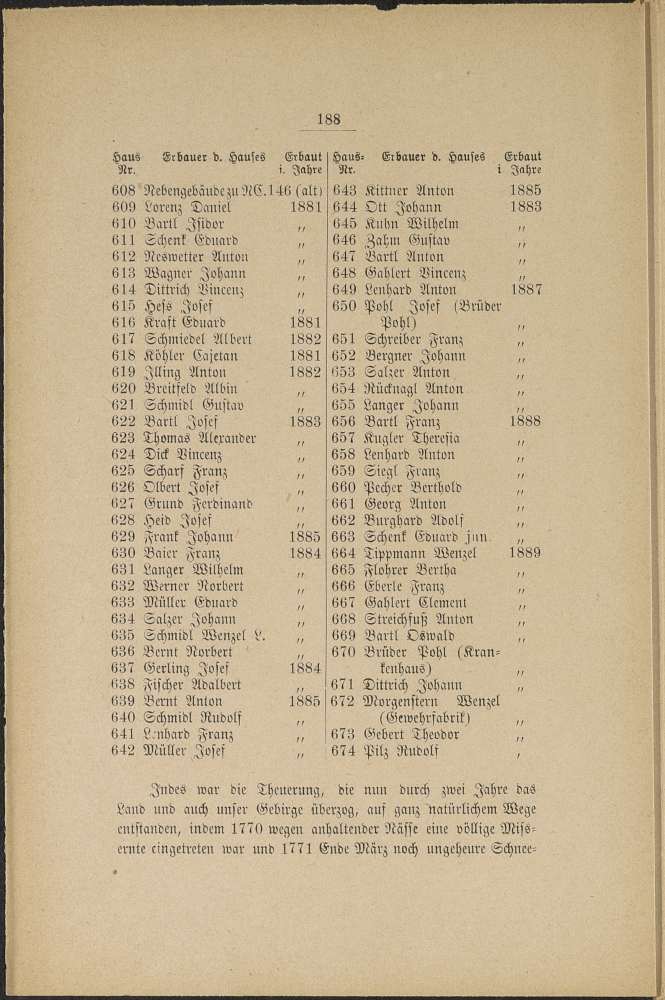 188
Haus Erbauer d. Hauses Erbaut
Nr. i. Jahre
608 Nebengebäude zu NC. 146 (alt)
609 Lorenz Daniel 1881
610 Bartl Isidor „
611 Schenk Eduard „
612 Neswetter Anton „
613 Wagner Johann „
614 Dittrich Vincenz „
615 Hess Josef „
616 Kraft Eduard 1881
617 Schmiedel Albert 1882
618 Köhler Cajetan 1881
619 Illing Anton 1882
620 Breitfeld Albin „
621 Schmidl Gustav „
622 Bartl Josef 1883
623 Thomas Alexander „
624 Dick Vincenz „
625 Scharf Franz „
626 Olbert Josef „
627 Grund Ferdinand „
628 Heid Josef „
629 Frank Johann 1885
630 Baier Franz 1884
631 Langer Wilhelm „
632 Werner Norbert „
633 Müller Eduard „
634 Salzer Johann „
635 Schmidl Wenzel L. „
636 Bernt Norbert „
637 Gerling Josef 1884
638 Fischer Adalbert „
639 Bernt Anton 1885
640 Schmidl Rudolf „
641 Lenhard Franz „
642 Müller Josef „
Haus- Erbauer d. Hauses Erbaut
Nr. i Jahre
643 Kittner Anton 1885
644 Ott Johann 1883
645 Kuhn Wilhelm „
646 Zahm Gustav „
647 Bartl Anton „
648 Gahlert Vincenz „
649 Lenhard Anton 1887
650 Pohl Josef (Brüder
Pohl) „
651 Schreiber Franz „
652 Bergner Johann „
653 Salzer Anton „
654 Rücknagl Anton „
655 Langer Johann „
656 Bartl Franz 1888
657 Kugler Theresia „
658 Lenhard Anton „
659 Siegl Franz „
660 Pecher Berthold „
661 Georg Anton „
662 Burghard Adolf „
663 Schenk Eduard jun. „
664 Tippmann Wenzel 1889
665 Flohrer Bertha „
666 Eberle Franz „
667 Gahlert Clement „
668 Streichfuß Anton „
669 Bartl Oswald „
670 Brüder Pohl (Kran-
kenhaus) „
671 Dittrich Johann „
672 Morgenstern Wenzel
(Gewehrfabrik) „
673 Gebert Theodor „
674 Pilz Rudolf ,
Indes war die Theuerung, die nun durch zwei Jahre das
Land und auch unser Gebirge überzog, auf ganz natürlichem Wege
entstanden, indem 1770 wegen anhaltender Nässe eine völlige Miss-
ernte eingetreten war und 1771 Ende März noch ungeheure Schnee-